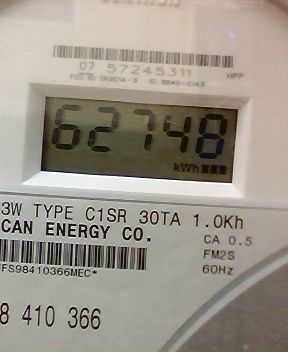 07 57245311
HPP
62748
kWh
3W TYPE C1SR 30TA 1.0Kh
CAN ENERGY CO.
CA 0.5
FM2S
60Hz
FS98410366MEC*
8 410 366